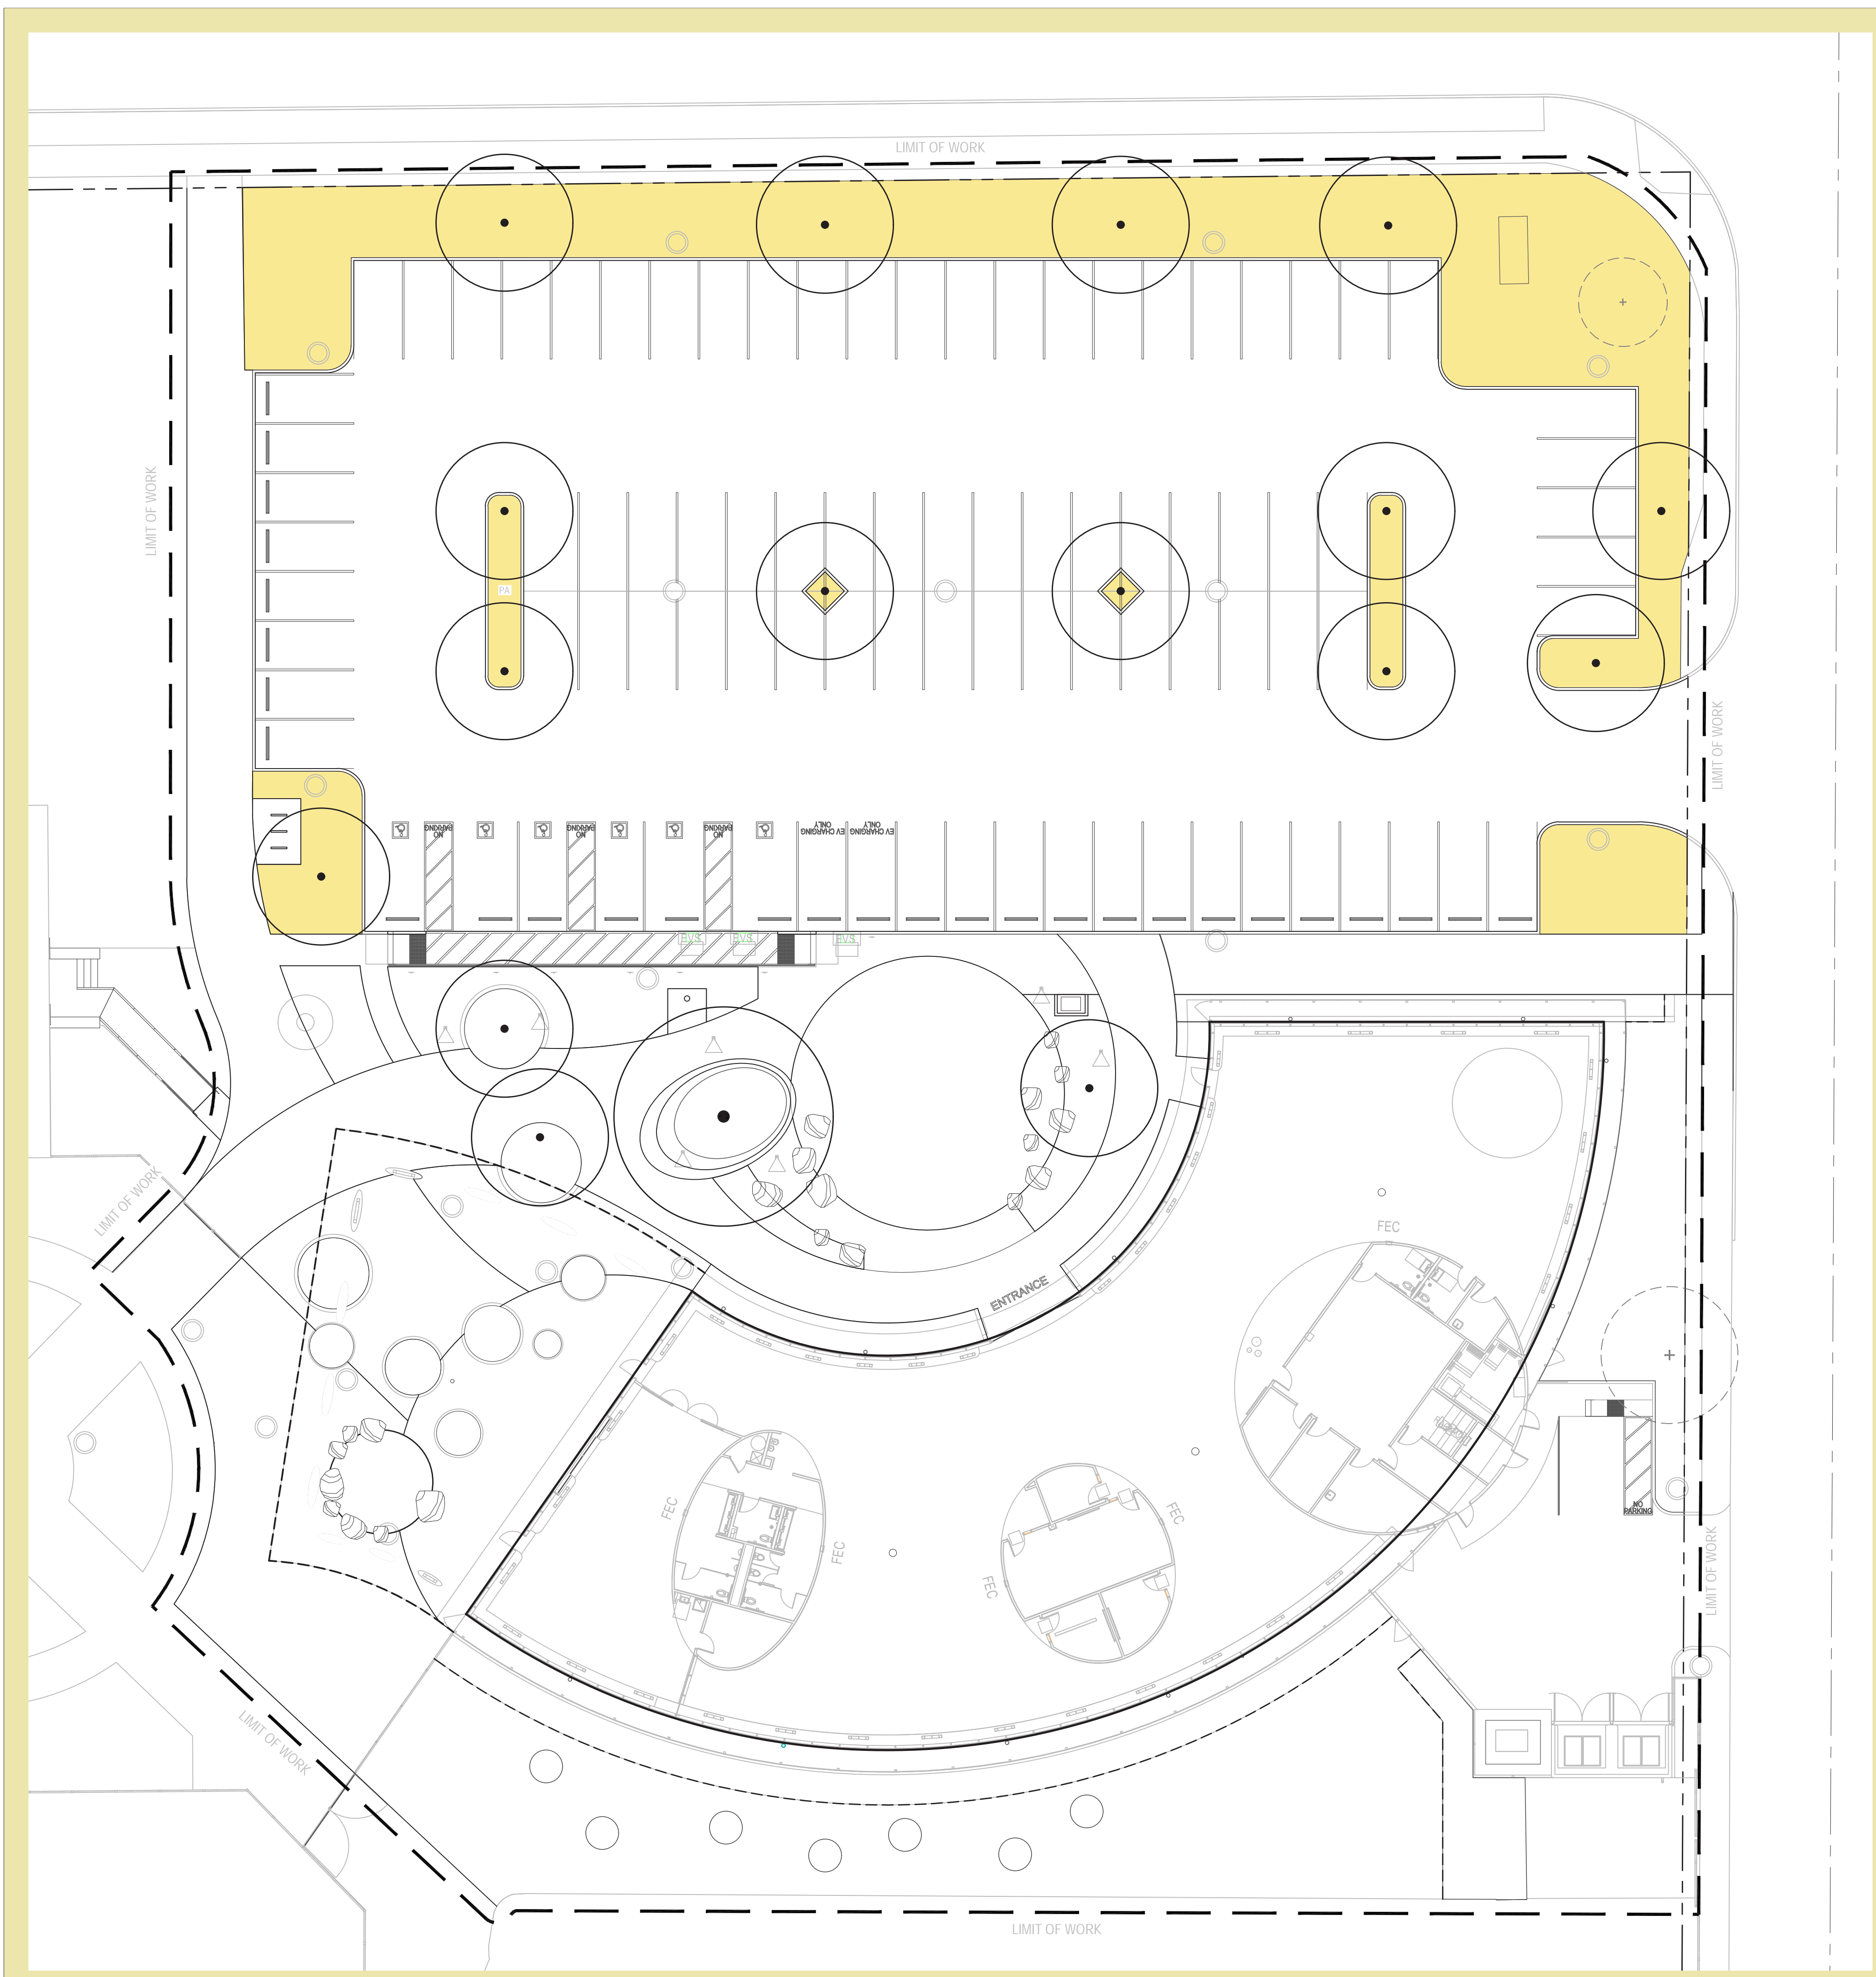 LIMIT OF WORK
LIMIT OF WORK
PA
LIMIT OF WORK
NO
PARKING
NO
PARKING
NO
PARKING
EV CHARGING
ONLY
EV CHARGING
ONLY
EVS
EVS
EVS
LIMIT OF WORK
FEC
ENTRANCE
FEC
FEC
FEC
FEC
NO
PARKING
LIMIT OF WORK
LIMIT OF WORK
LIMIT OF WORK